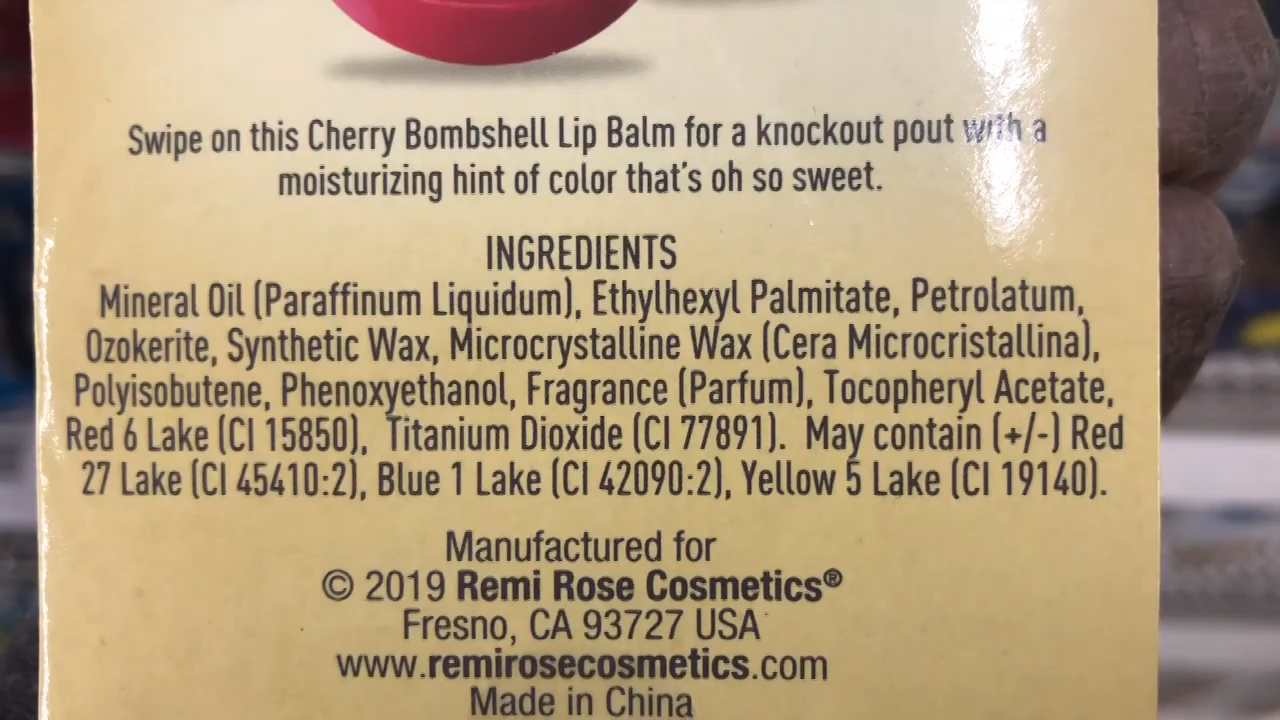 Swipe on this Cherry Bombshell Lip Balm for a knockout pout with a
moisturizing hint of color that's oh so sweet.
INGREDIENTS
Mineral Oil (Paraffinum Liquidum), Ethylhexyl Palmitate, Petrolatum,
Ozokerite, Synthetic Wax, Microcrystalline Wax (Cera Microcristallina),
Polyisobutene, Phenoxyethanol, Fragrance (Parfum), Tocopheryl Acetate,
Red 6 Lake (CI 15850), Titanium Dioxide (CI 77891). May contain (+/-) Red
27 Lake (CI 45410:2), Blue 1 Lake (CI 42090:2), Yellow 5 Lake (CI 19140).
Manufactured for
© 2019 Remi Rose Cosmetics®
Fresno, CA 93727 USA
www.remirosecosmetics.com
Made in China